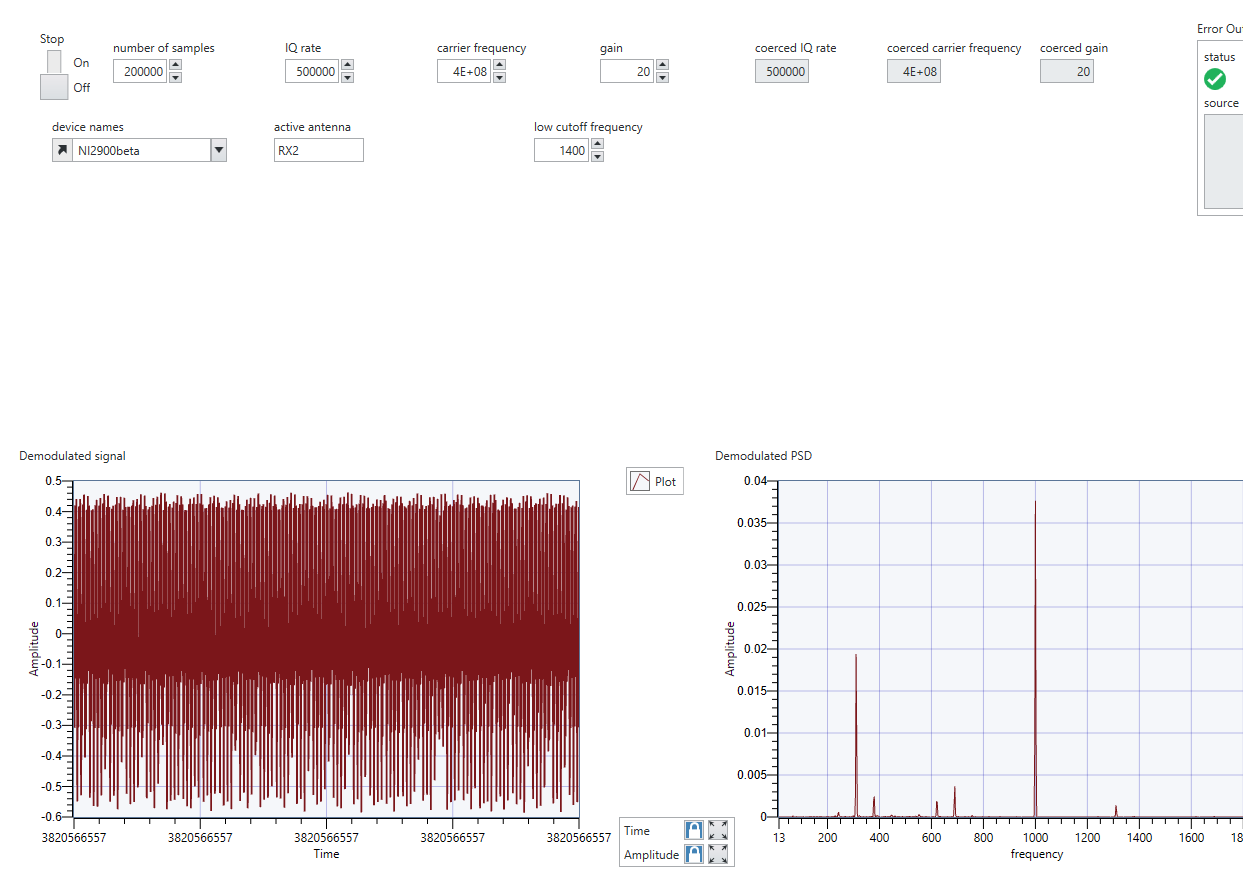 Stop
On
Off
number of samples
200000
IQ rate
500000
carrier frequency
4E+08
gain
20
coerced IQ rate
500000
coerced carrier frequency
4E+08
coerced gain
20
Error Ou
status
source
device names
NI2900beta
active antenna
RX2
low cutoff frequency
1400
Demodulated signal
0.5
0.4
0.3
0.2
0.1
0
-0.1
-0.2
-0.3
-0.4
-0.5
-0.6
Amplitude
3820566557 3820566557 3820566557 3820566557 3820566557
Time
Plot
Time
Amplitude
Demodulated PSD
0.04
0.035
0.03
0.025
0.02
0.015
0.01
0.005
0
Amplitude
13 200 400 600 800 1000 1200 1400 1600 18
frequency